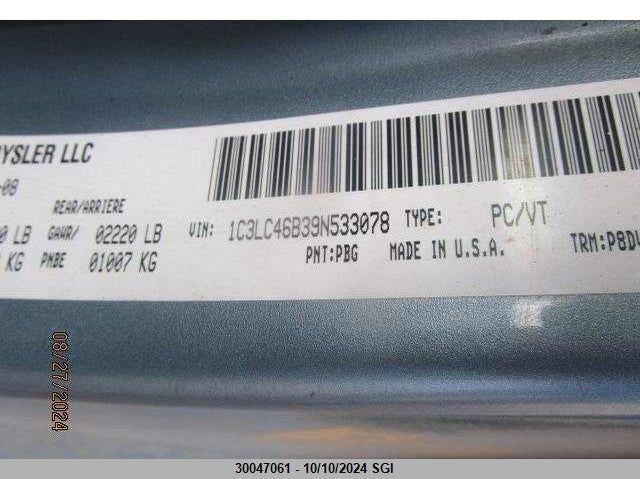 YSLER LLC
-08
REAR/ARRIERE
0 LB GAWR/ 02220 LB
KG PNBE 01007 KG
VIN: 1C3LC46B39N533078 TYPE: PC/VT
PNT:PBG MADE IN U.S.A. TRM:P8DV
08/27/2024
30047061 - 10/10/2024 SGI